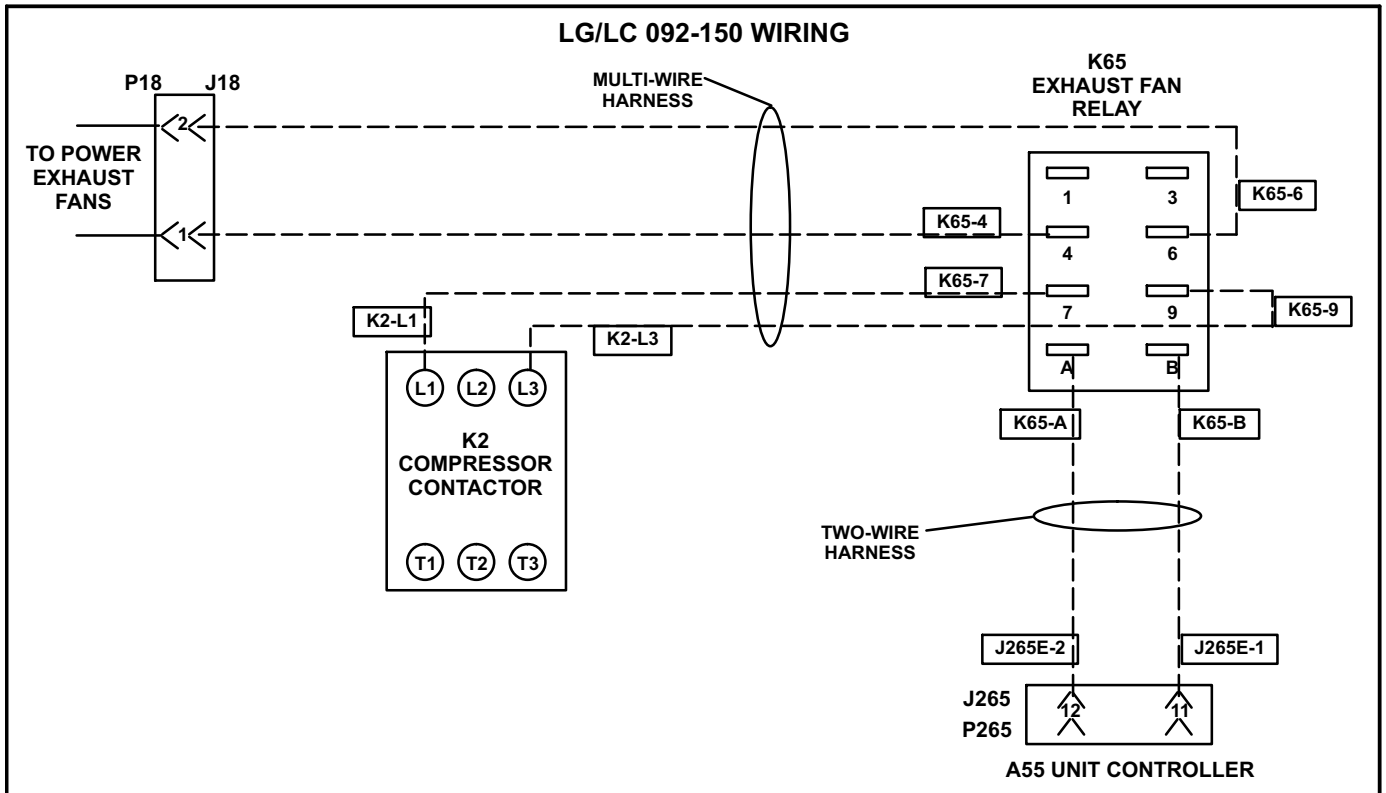 LG/LC 092-150 WIRING
K65
EXHAUST FAN
RELAY
MULTI-WIRE
HARNESS
P18 J18
2
TO POWER
EXHAUST
FANS
1
1 3
K65-6
K65-4
4 6
K65-7
7 9
K65-9
K2-L1
K2-L3
A B
L1 L2 L3
K65-A K65-B
K2
COMPRESSOR
CONTACTOR
TWO-WIRE
HARNESS
T1 T2 T3
J265E-2 J265E-1
J265
12 11
P265
A55 UNIT CONTROLLER